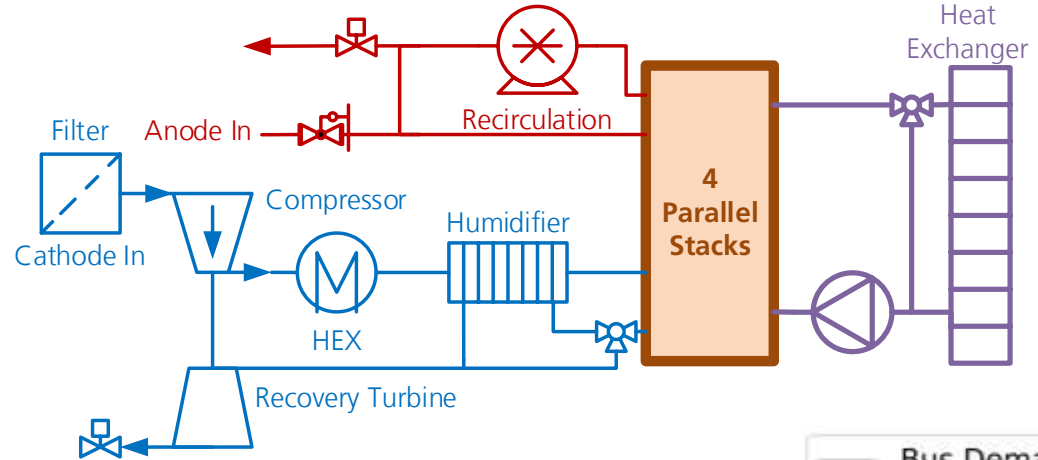 Heat
Exchanger
Filter
Anode In
Recirculation
4
Parallel
Stacks
Compressor
Humidifier
Cathode In
HEX
Recovery Turbine